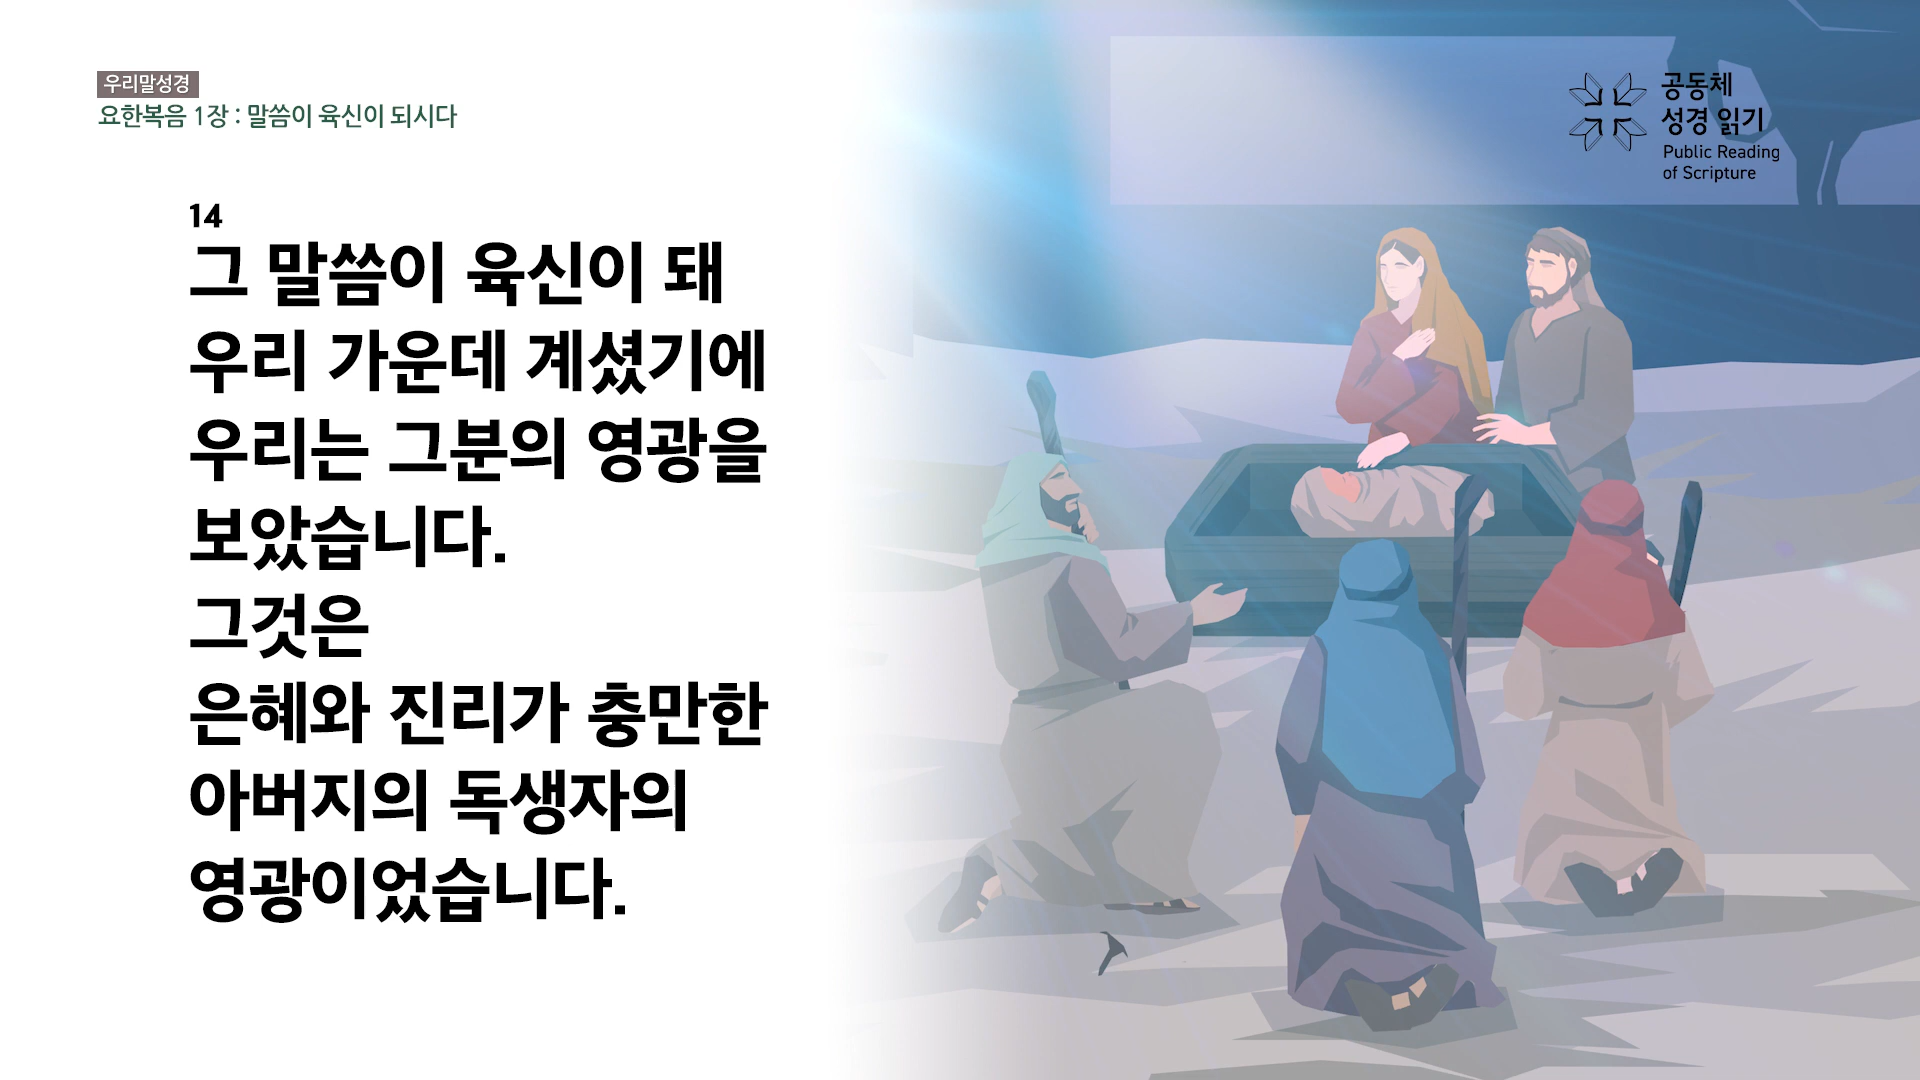 우리말성경
요한복음 1장 : 말씀이 육신이 되시다
공동체
성경 읽기
Public Reading
of Scripture
14
그 말씀이 육신이 돼
우리 가운데 계셨기에
우리는 그분의 영광을
보았습니다.
그것은
은혜와 진리가 충만한
아버지의 독생자의
영광이었습니다.